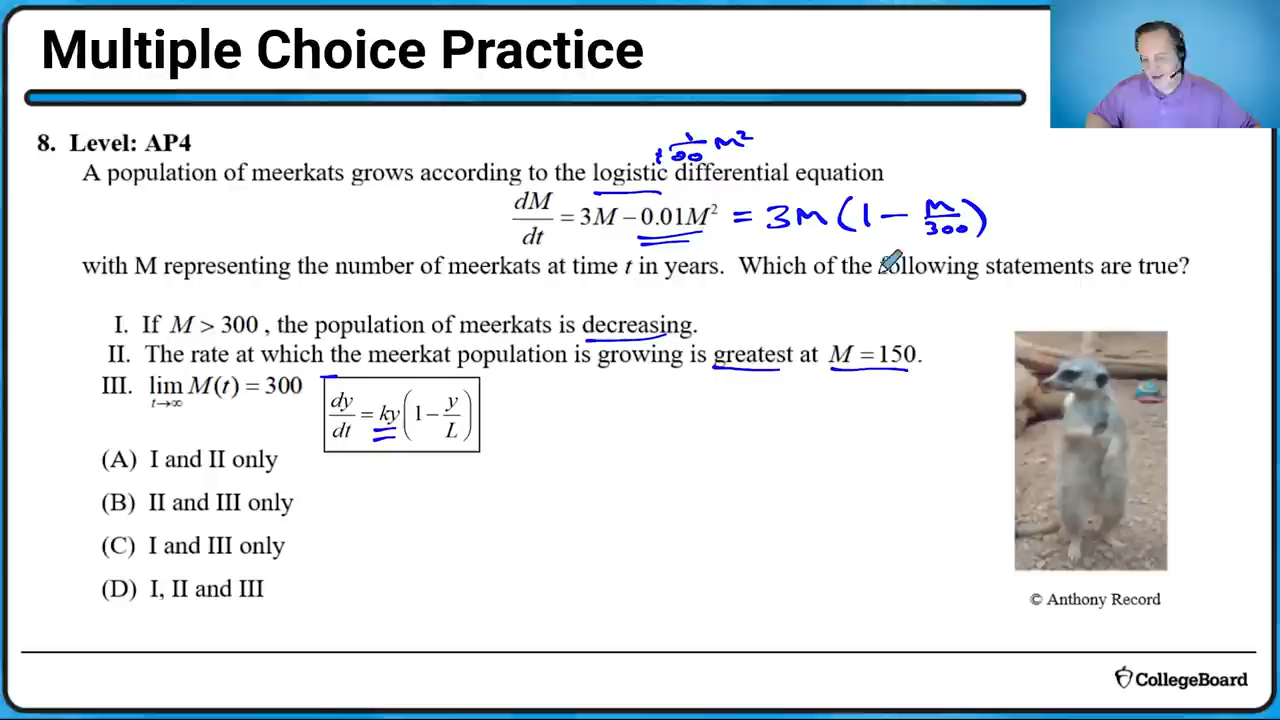 Multiple Choice Practice
8. Level: AP4
1/100 M²
A population of meerkats grows according to the logistic differential equation
dM/dt = 3M − 0.01M² = 3M(1 − M/300)
with M representing the number of meerkats at time t in years. Which of the following statements are true?
I. If M > 300, the population of meerkats is decreasing.
II. The rate at which the meerkat population is growing is greatest at M = 150.
III. lim t→∞ M(t) = 300
dy/dt = ky(1 − y/L)
(A) I and II only
(B) II and III only
(C) I and III only
(D) I, II and III
© Anthony Record
CollegeBoard